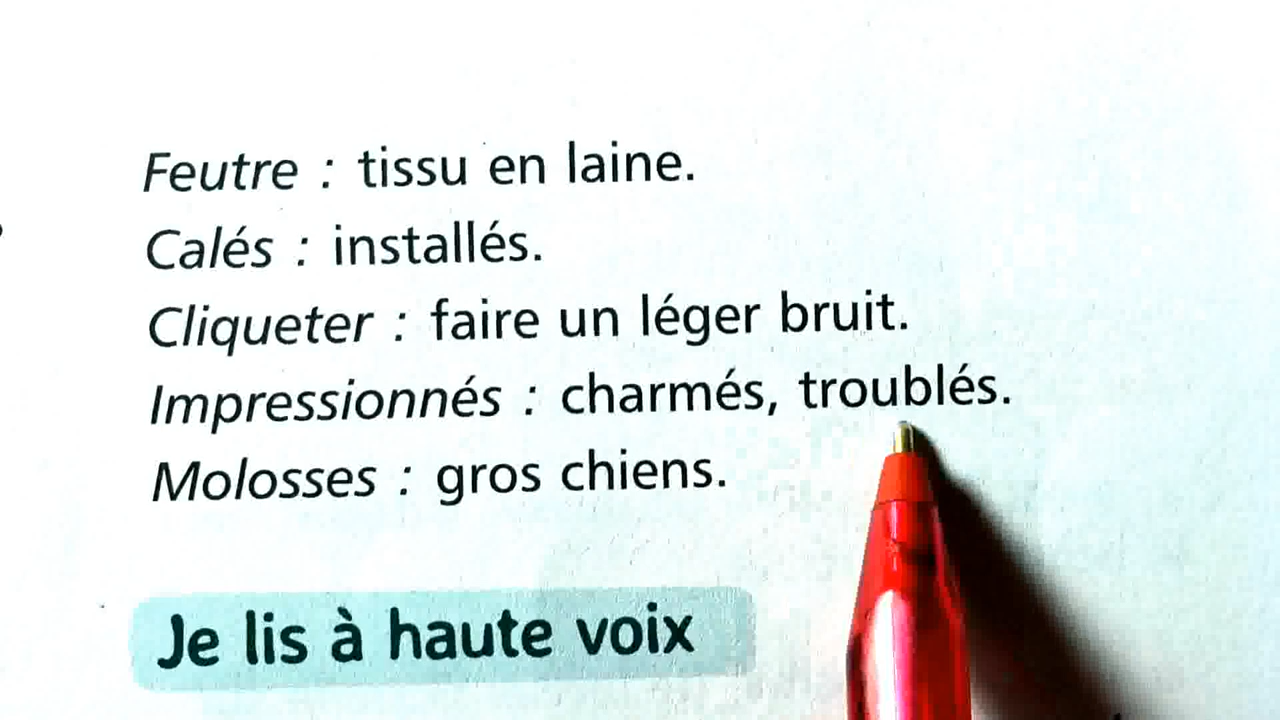 Feutre : tissu en laine.
Calés : installés.
Cliqueter : faire un léger bruit.
Impressionnés : charmés, troublés.
Molosses : gros chiens.
Je lis à haute voix